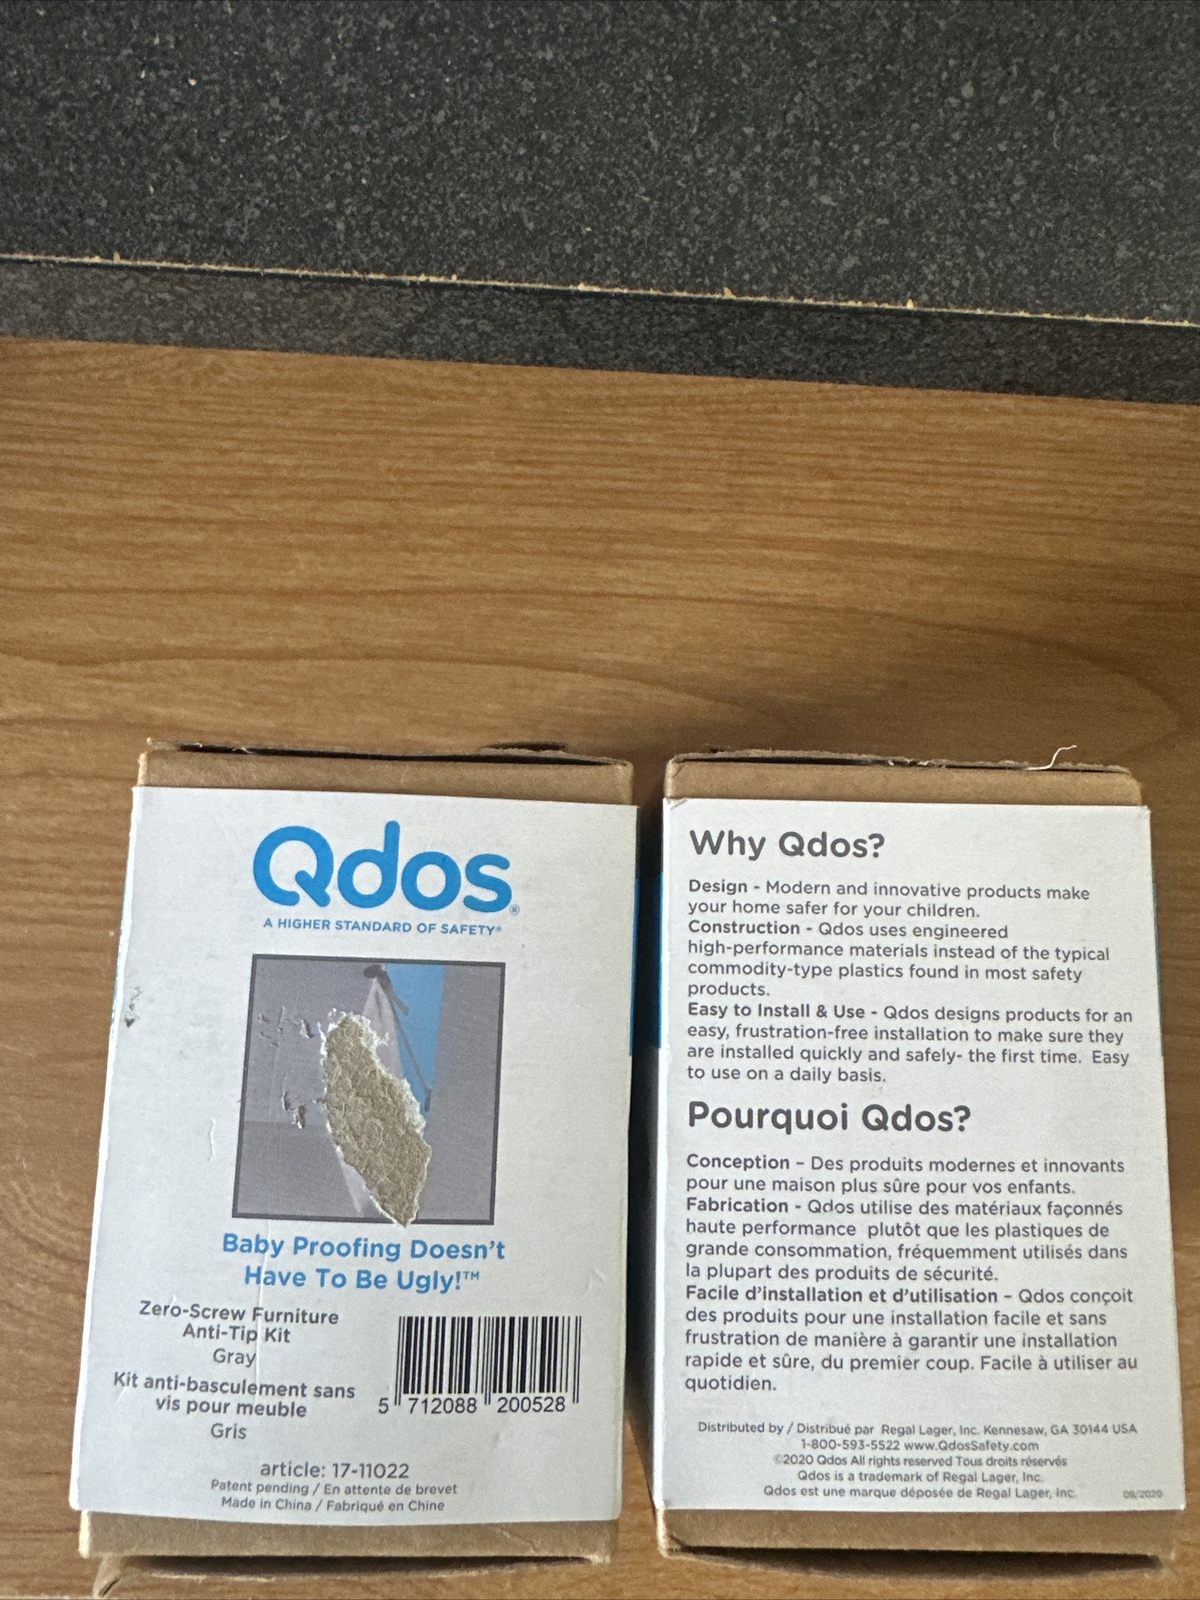 Qdos®
A HIGHER STANDARD OF SAFETY®
Baby Proofing Doesn't
Have To Be Ugly!™
Zero-Screw Furniture
Anti-Tip Kit
Gray
Kit anti-basculement sans
vis pour meuble
Gris
5 712088 200528
article: 17-11022
Patent pending / En attente de brevet
Made in China / Fabriqué en Chine
Why Qdos?
Design - Modern and innovative products make
your home safer for your children.
Construction - Qdos uses engineered
high-performance materials instead of the typical
commodity-type plastics found in most safety
products.
Easy to Install & Use - Qdos designs products for an
easy, frustration-free installation to make sure they
are installed quickly and safely- the first time. Easy
to use on a daily basis.
Pourquoi Qdos?
Conception - Des produits modernes et innovants
pour une maison plus sûre pour vos enfants.
Fabrication - Qdos utilise des matériaux façonnés
haute performance plutôt que les plastiques de
grande consommation, fréquemment utilisés dans
la plupart des produits de sécurité.
Facile d'installation et d'utilisation - Qdos conçoit
des produits pour une installation facile et sans
frustration de manière à garantir une installation
rapide et sûre, du premier coup. Facile à utiliser au
quotidien.
Distributed by / Distribué par Regal Lager, Inc. Kennesaw, GA 30144 USA
1-800-593-5522 www.QdosSafety.com
©2020 Qdos All rights reserved Tous droits réservés
Qdos is a trademark of Regal Lager, Inc.
Qdos est une marque déposée de Regal Lager, Inc.
09/2020